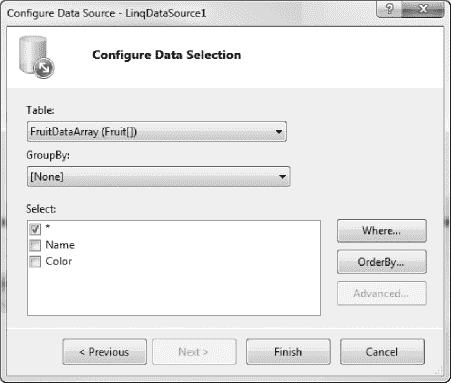 Configure Data Source - LinqDataSource1
Configure Data Selection
Table:
FruitDataArray (Fruit[])
GroupBy:
[None]
Select:
*
Name
Color
Where...
OrderBy...
Advanced...
< Previous
Next >
Finish
Cancel